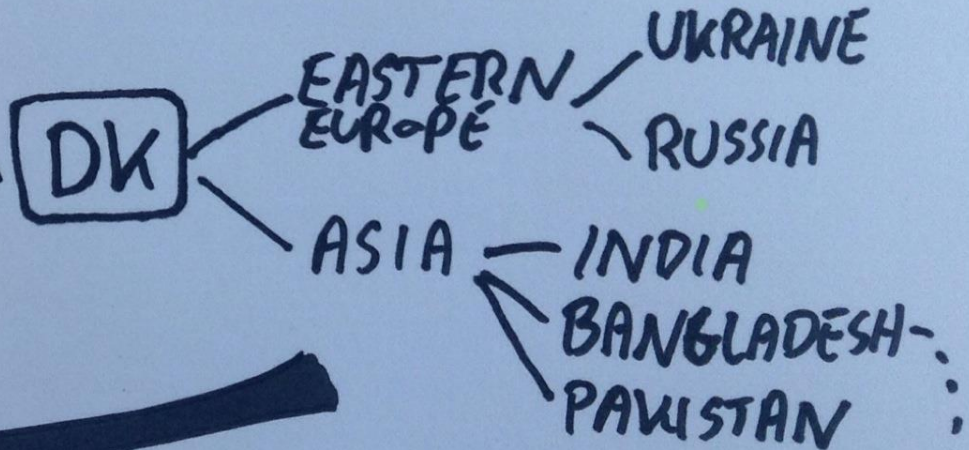 UKRAINE
EASTERN
EUROPE
RUSSIA
DK
ASIA
INDIA
BANGLADESH
PAKISTAN